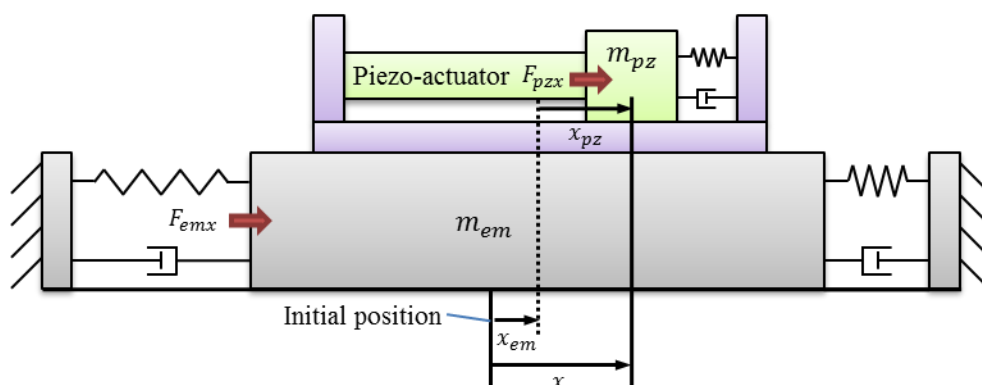 m_pz
Piezo-actuator
F_pzx
x_pz
F_emx
m_em
Initial position
x_em
x